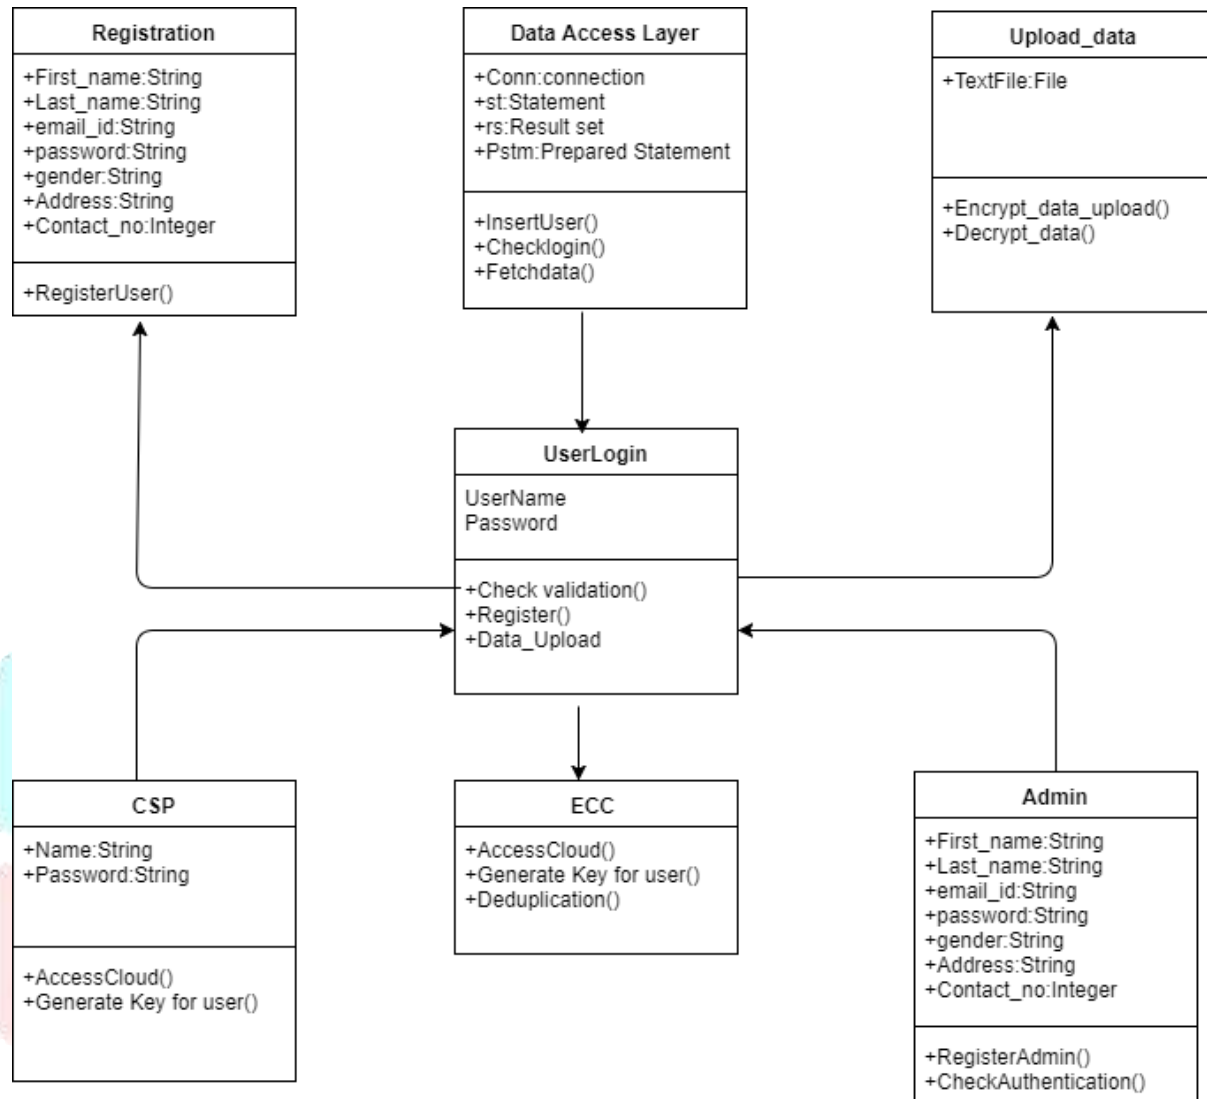 Registration
+First_name:String
+Last_name:String
+email_id:String
+password:String
+gender:String
+Address:String
+Contact_no:Integer
+RegisterUser()
Data Access Layer
+Conn:connection
+st:Statement
+rs:Result set
+Pstm:Prepared Statement
+InsertUser()
+Checklogin()
+Fetchdata()
Upload_data
+TextFile:File
+Encrypt_data_upload()
+Decrypt_data()
UserLogin
UserName
Password
+Check validation()
+Register()
+Data_Upload
CSP
+Name:String
+Password:String
+AccessCloud()
+Generate Key for user()
ECC
+AccessCloud()
+Generate Key for user()
+Deduplication()
Admin
+First_name:String
+Last_name:String
+email_id:String
+password:String
+gender:String
+Address:String
+Contact_no:Integer
+RegisterAdmin()
+CheckAuthentication()